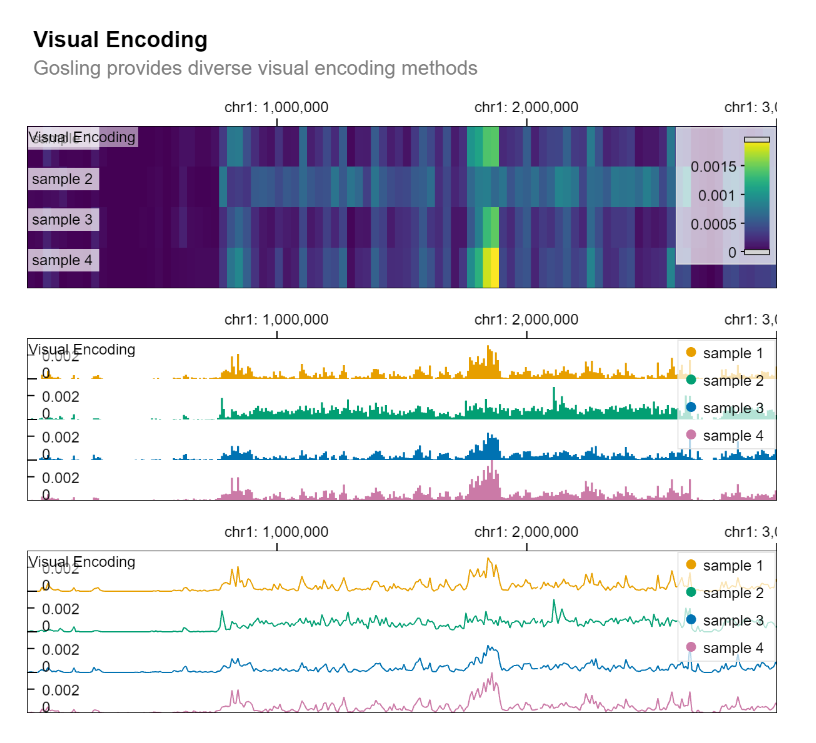 Visual Encoding
Gosling provides diverse visual encoding methods
chr1: 1,000,000 chr1: 2,000,000 chr1: 3,0
Visual Encoding
sample 1
sample 2
sample 3
sample 4
0.0015
0.001
0.0005
0
chr1: 1,000,000 chr1: 2,000,000 chr1: 3,0
Visual Encoding
0.002
0
0.002
0
0.002
0
0.002
0
sample 1
sample 2
sample 3
sample 4
chr1: 1,000,000 chr1: 2,000,000 chr1: 3,0
Visual Encoding
0.002
0
0.002
0
0.002
0
0.002
0
sample 1
sample 2
sample 3
sample 4